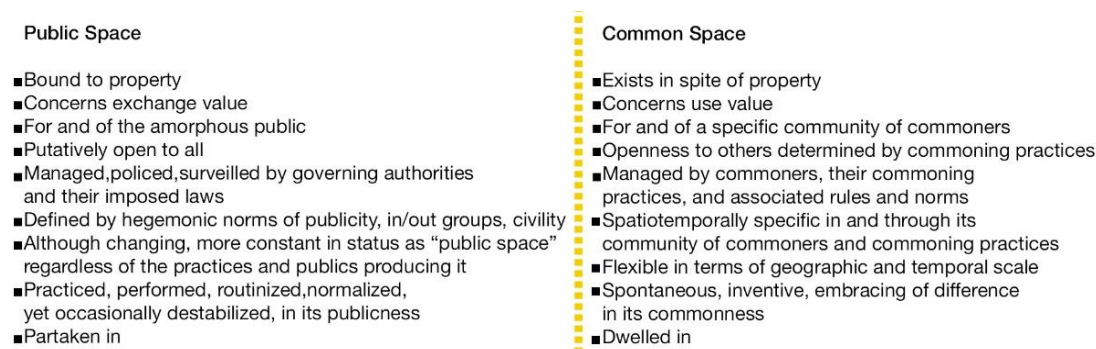 Public Space
■Bound to property
■Concerns exchange value
■For and of the amorphous public
■Putatively open to all
■Managed,policed,surveilled by governing authorities
and their imposed laws
■Defined by hegemonic norms of publicity, in/out groups, civility
■Although changing, more constant in status as “public space”
regardless of the practices and publics producing it
■Practiced, performed, routinized,normalized,
yet occasionally destabilized, in its publicness
■Partaken in
Common Space
■Exists in spite of property
■Concerns use value
■For and of a specific community of commoners
■Openness to others determined by commoning practices
■Managed by commoners, their commoning
practices, and associated rules and norms
■Spatiotemporally specific in and through its
community of commoners and commoning practices
■Flexible in terms of geographic and temporal scale
■Spontaneous, inventive, embracing of difference
in its commonness
■Dwelled in